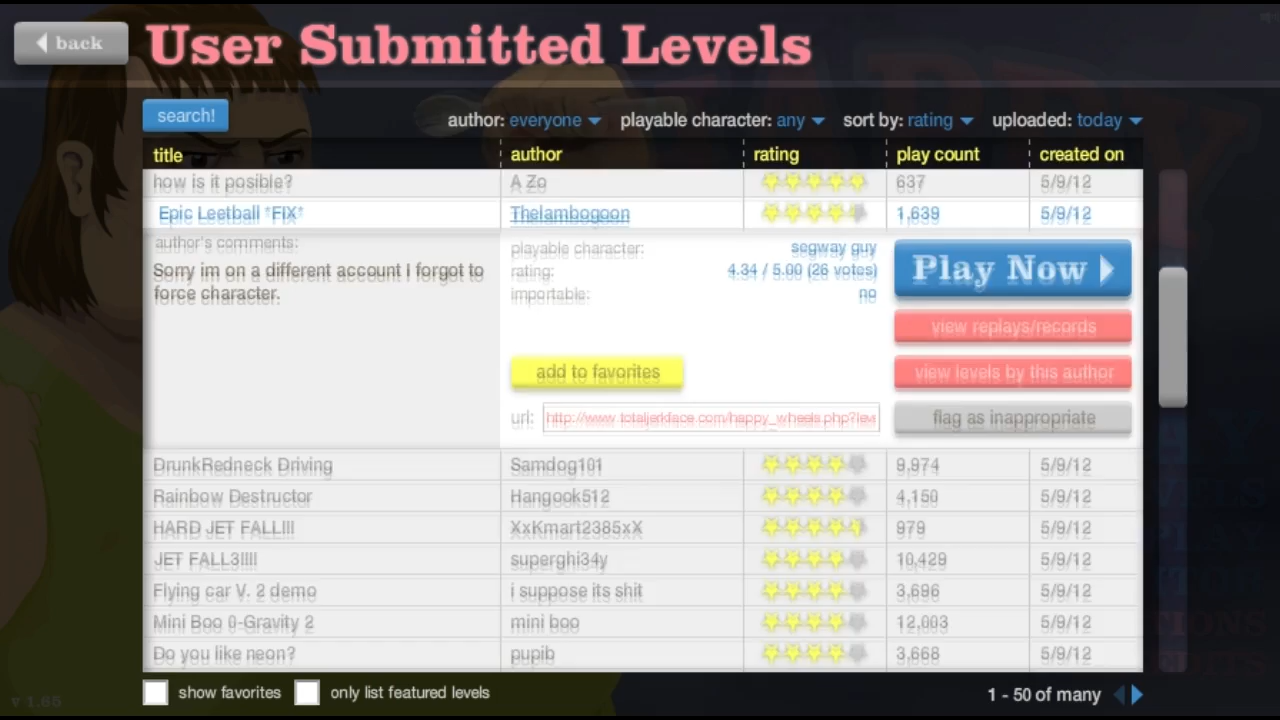 back
User Submitted Levels
search!
author: everyone playable character: any sort by: rating uploaded: today
title author rating play count created on
how is it posible? A Zo 637 5/9/12
Epic Leetball *FIX* Thelambogoon 1,639 5/9/12
author's comments:
Sorry im on a different account I forgot to
force character.
playable character: segway guy
rating: 4.34 / 5.00 (26 votes)
importable: no
Play Now
view replays/records
add to favorites
view levels by this author
url: http://www.totaljerkface.com/happy_wheels.php?lev
flag as inappropriate
DrunkRedneck Driving Samdog101 9,974 5/9/12
Rainbow Destructor Hangook512 4,150 5/9/12
HARD JET FALL!!! XxKmart2385xX 979 5/9/12
JET FALL3!!!! superghi34y 10,429 5/9/12
Flying car V. 2 demo i suppose its shit 3,696 5/9/12
Mini Boo 0-Gravity 2 mini boo 12,003 5/9/12
Do you like neon? pupib 3,668 5/9/12
show favorites only list featured levels 1 - 50 of many